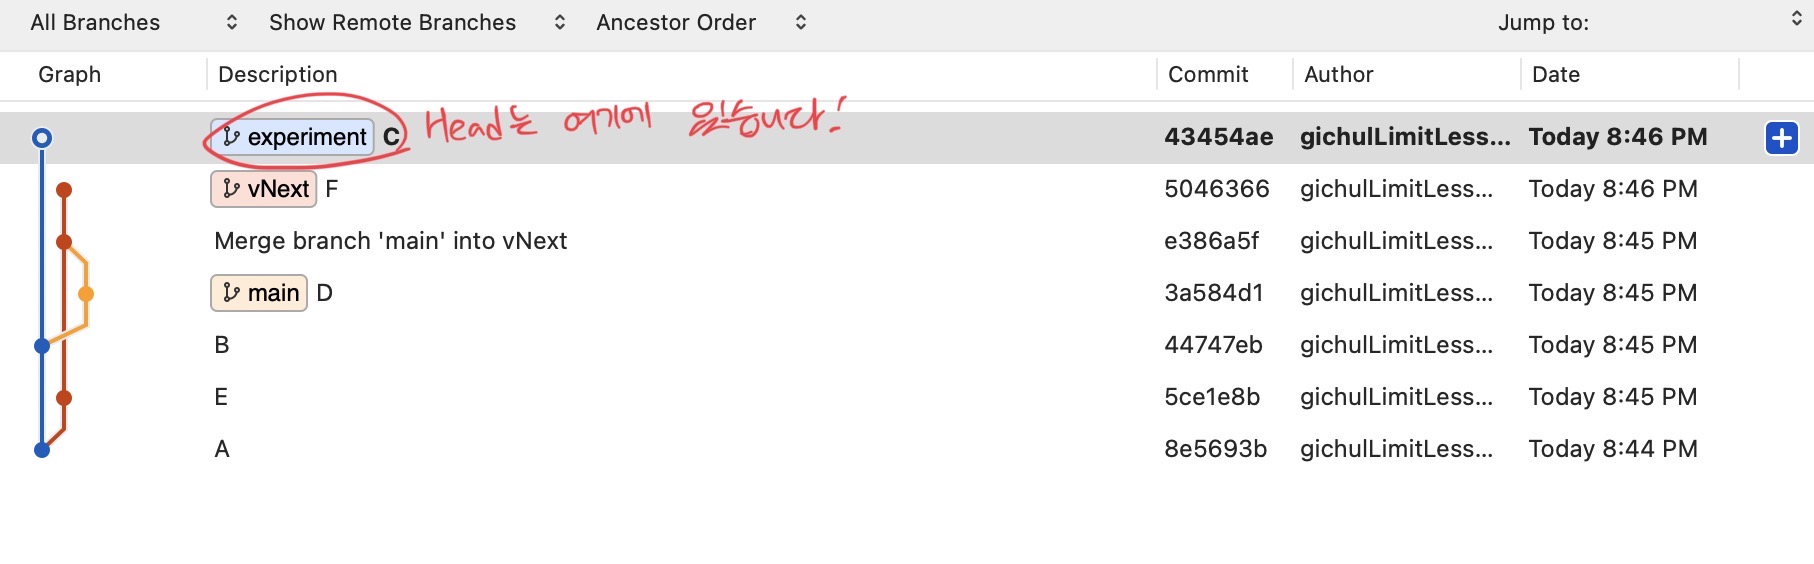 All Branches Show Remote Branches Ancestor Order Jump to:
Graph Description Commit Author Date
experiment C Head는 여기에 있습니다! 43454ae gichulLimitLess... Today 8:46 PM
vNext F 5046366 gichulLimitLess... Today 8:46 PM
Merge branch 'main' into vNext e386a5f gichulLimitLess... Today 8:45 PM
main D 3a584d1 gichulLimitLess... Today 8:45 PM
B 44747eb gichulLimitLess... Today 8:45 PM
E 5ce1e8b gichulLimitLess... Today 8:45 PM
A 8e5693b gichulLimitLess... Today 8:44 PM